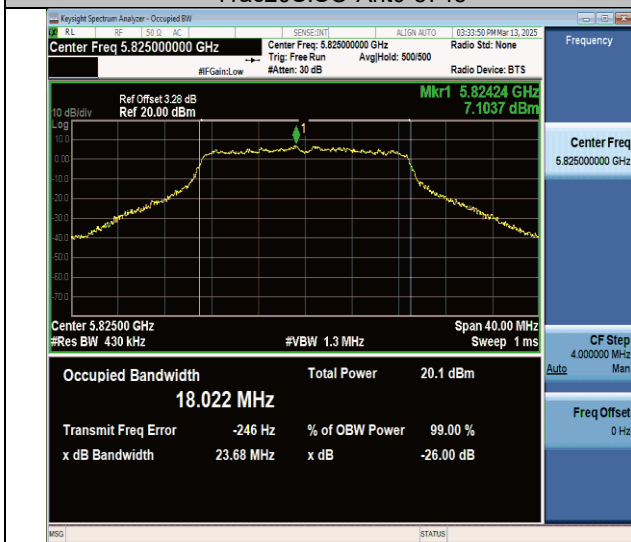 Keysight Spectrum Analyzer - Occupied BW
RL RF 50 Ω AC SENSE:INT ALIGN AUTO 03:33:50 PM Mar 13, 2025
Center Freq 5.825000000 GHz
Center Freq: 5.825000000 GHz
Radio Std: None
Trig: Free Run Avg|Hold: 500/500
#IFGain:Low #Atten: 30 dB Radio Device: BTS
Frequency
Mkr1 5.82424 GHz
7.1037 dBm
Ref Offset 3.28 dB
10 dB/div Ref 20.00 dBm
Log
10.0
0.00
-10.0
-20.0
-30.0
-40.0
-50.0
-60.0
-70.0
1
Center 5.82500 GHz Span 40.00 MHz
#Res BW 430 kHz #VBW 1.3 MHz Sweep 1 ms
Occupied Bandwidth Total Power 20.1 dBm
18.022 MHz
Transmit Freq Error -246 Hz % of OBW Power 99.00 %
x dB Bandwidth 23.68 MHz x dB -26.00 dB
Center Freq
5.825000000 GHz
CF Step
4.000000 MHz
Auto Man
Freq Offset
0 Hz
MSG STATUS